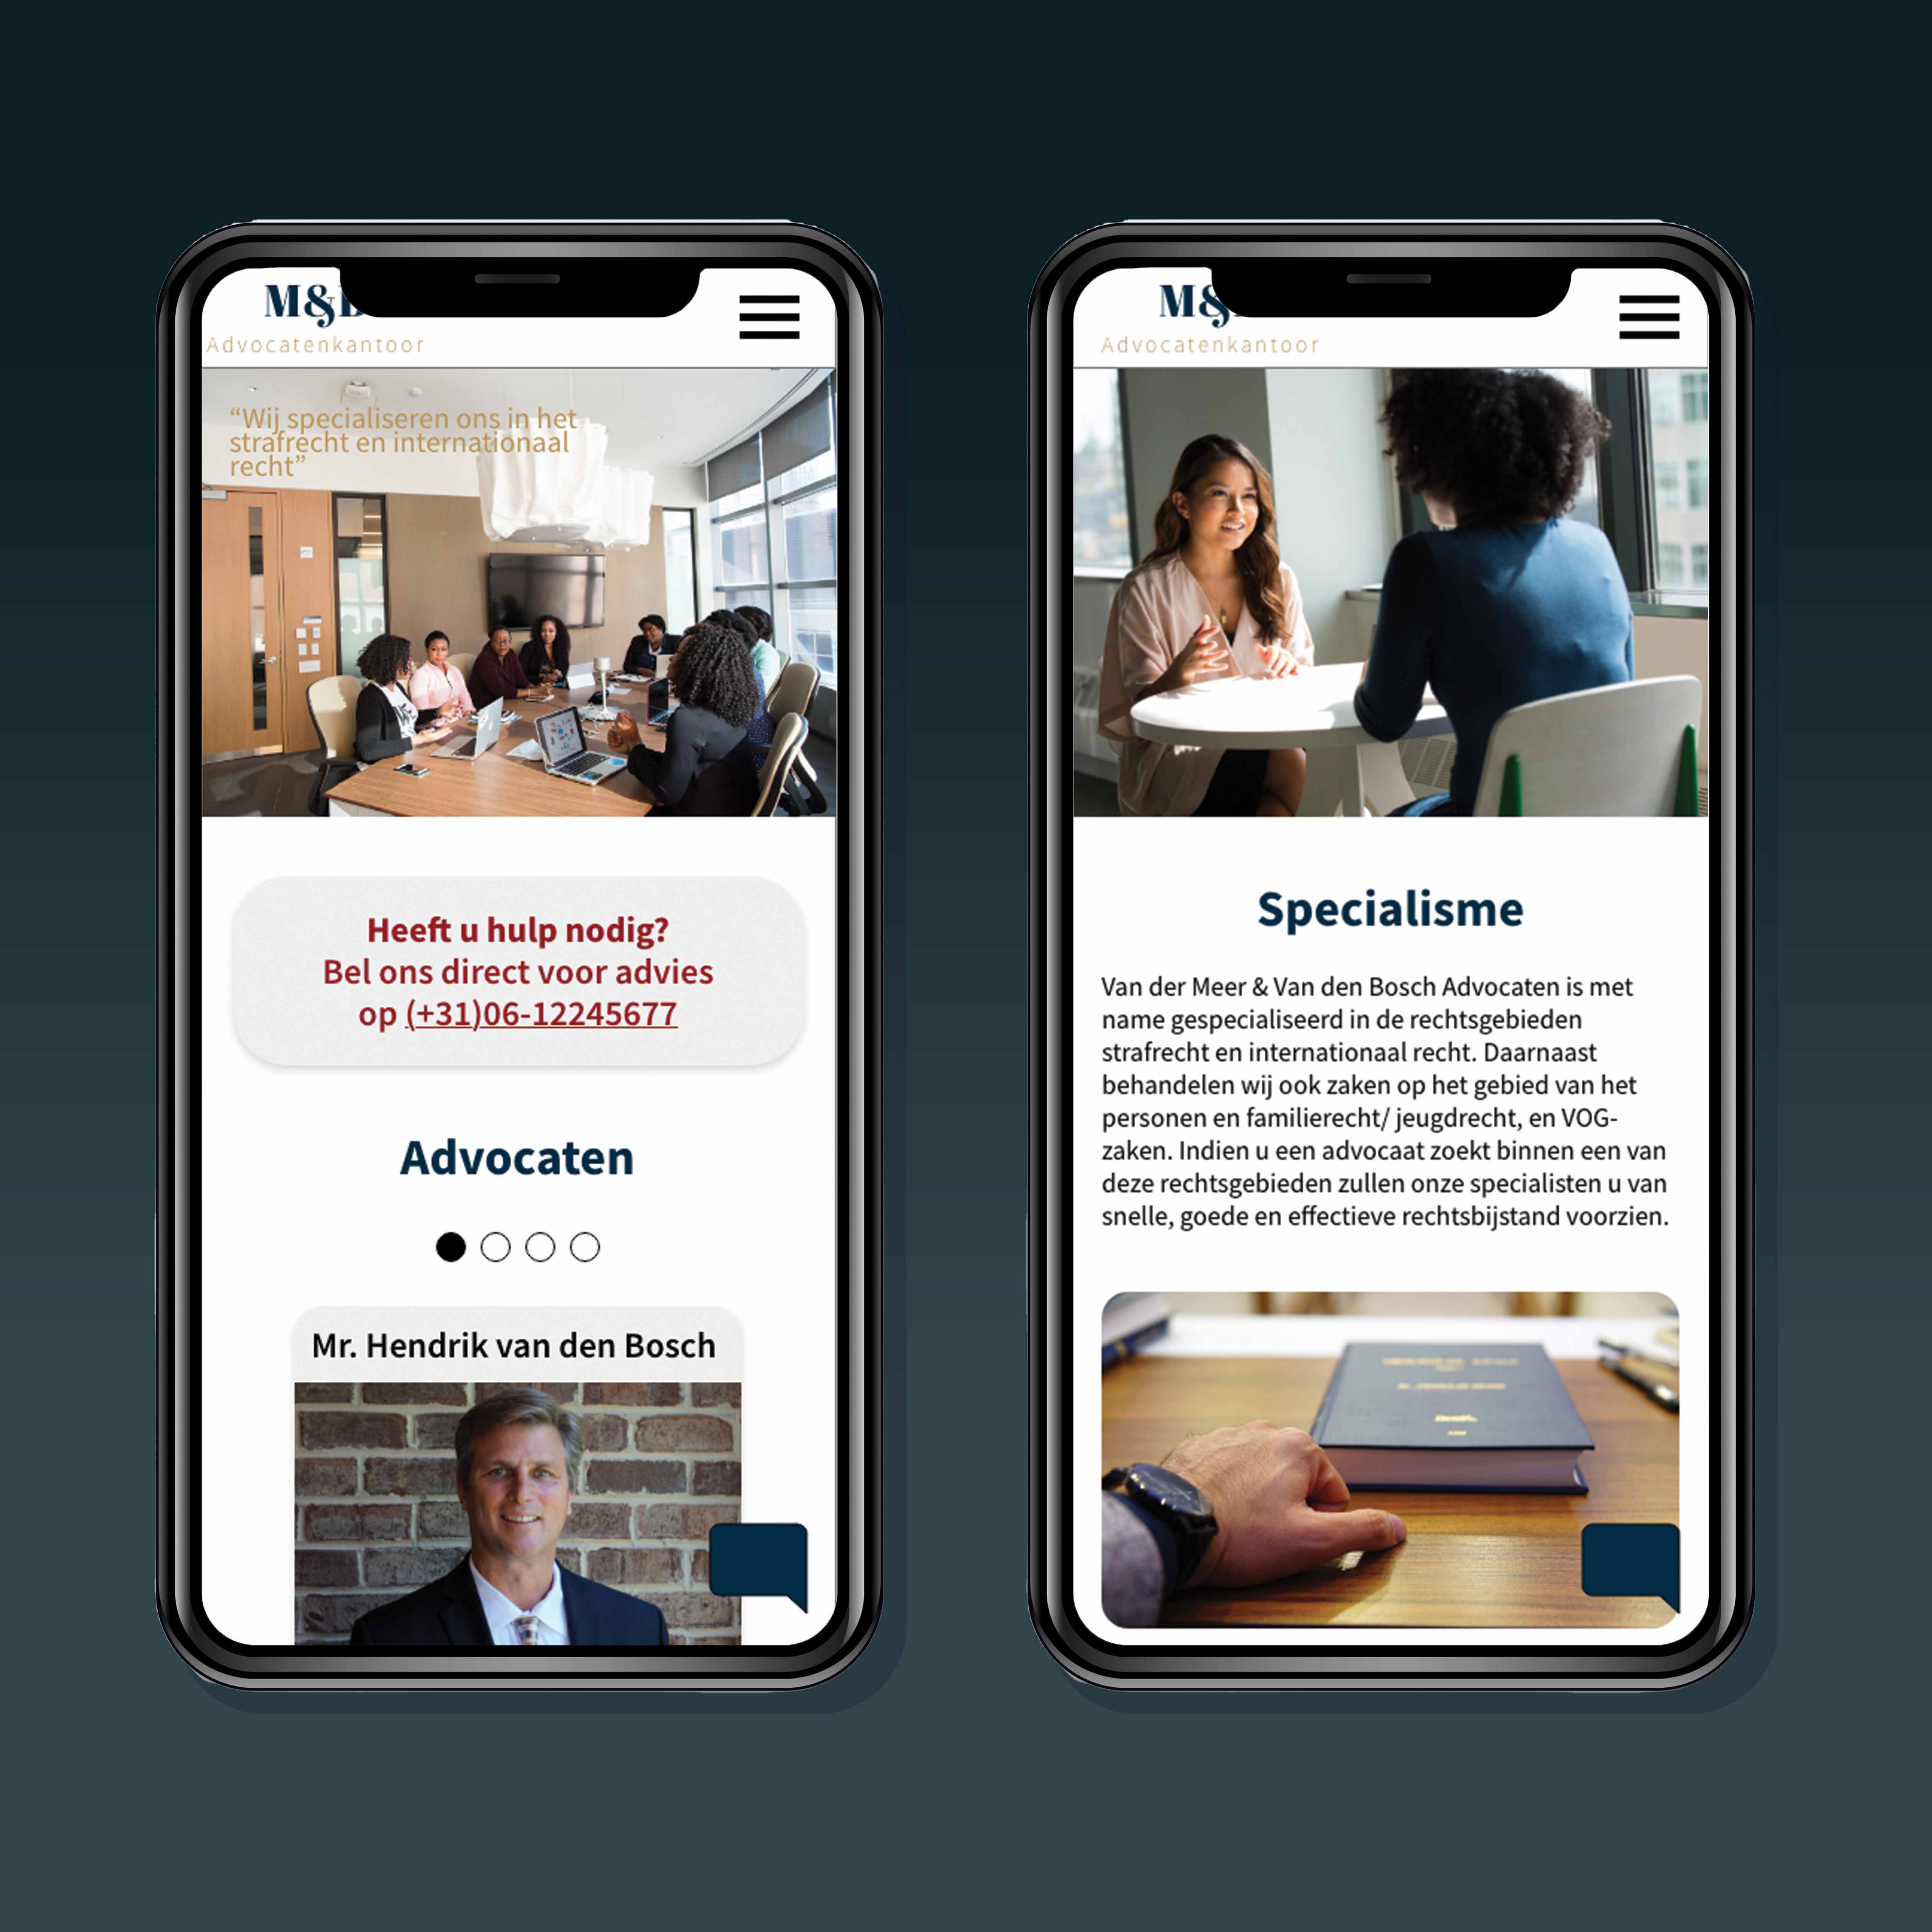 M&
Advocatenkantoor
“Wij specialiseren ons in het
strafrecht en internationaal
recht”
Heeft u hulp nodig?
Bel ons direct voor advies
op (+31)06-12245677
Advocaten
Mr. Hendrik van den Bosch
M&
Advocatenkantoor
Specialisme
Van der Meer & Van den Bosch Advocaten is met
name gespecialiseerd in de rechtsgebieden
strafrecht en internationaal recht. Daarnaast
behandelen wij ook zaken op het gebied van het
personen en familierecht/ jeugdrecht, en VOG-
zaken. Indien u een advocaat zoekt binnen een van
deze rechtsgebieden zullen onze specialisten u van
snelle, goede en effectieve rechtsbijstand voorzien.